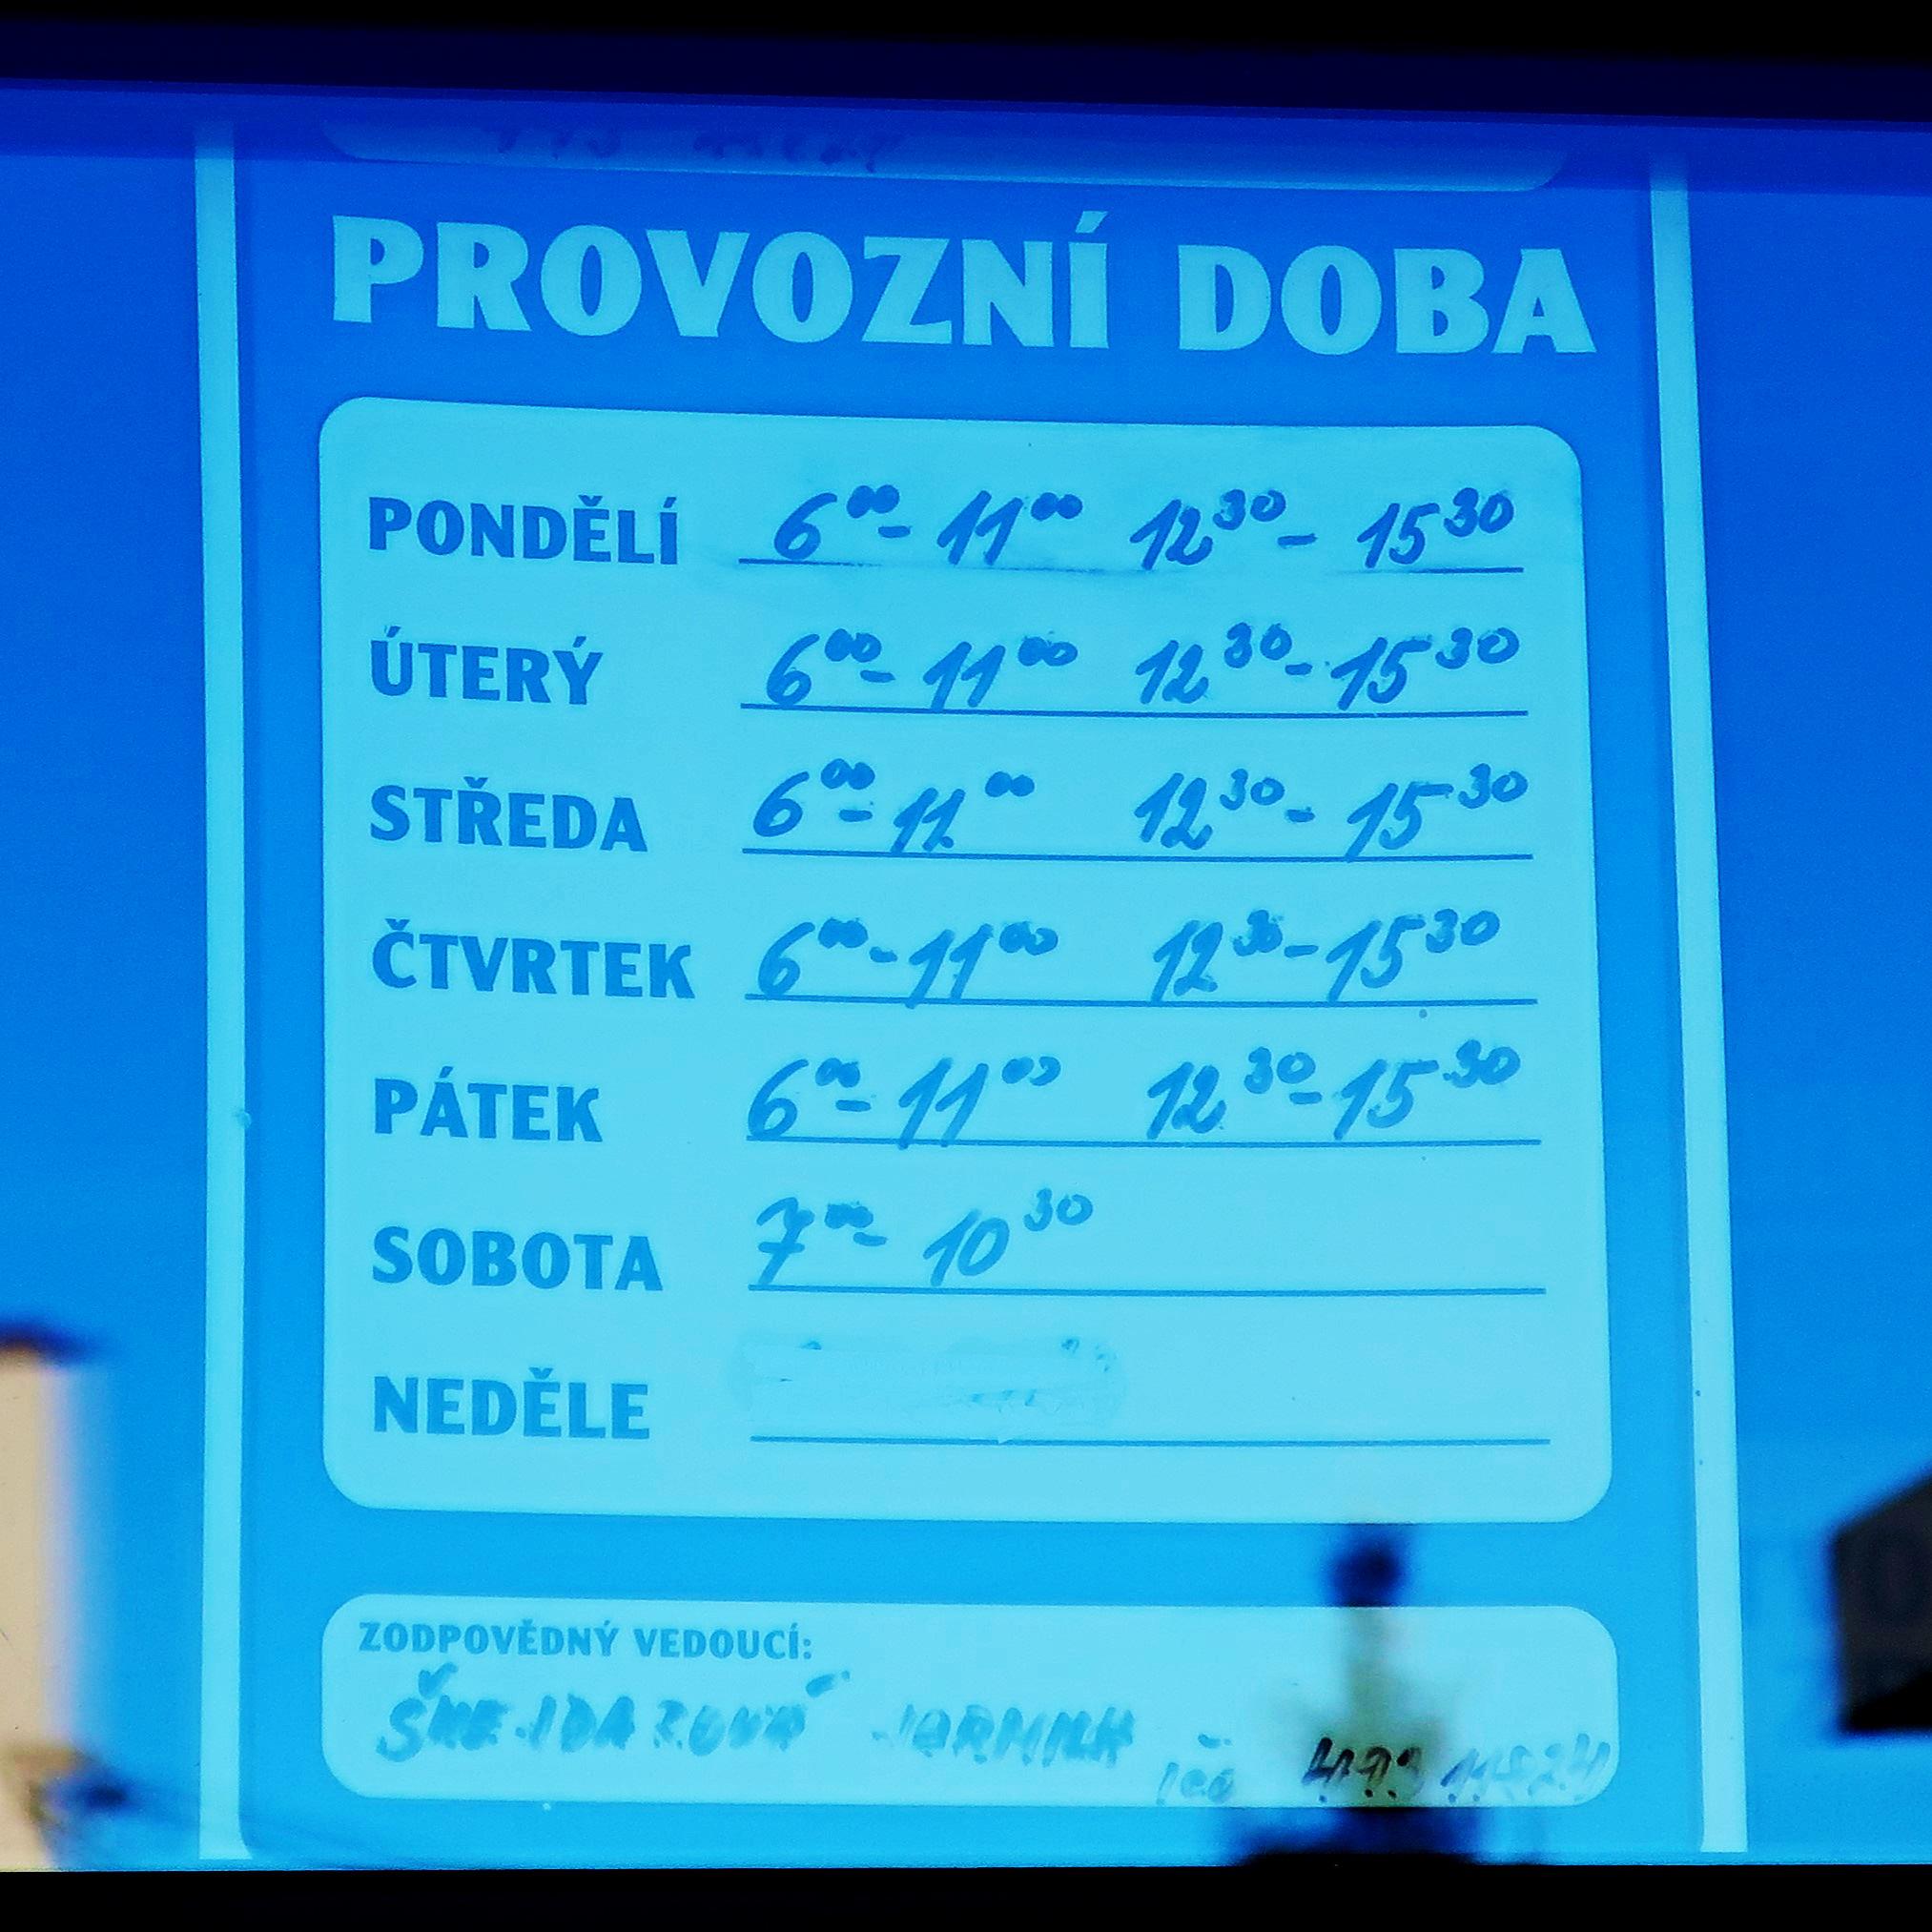 PROVOZNÍ DOBA
PONDĚLÍ 6⁰⁰- 11⁰⁰ 12³⁰- 15³⁰
ÚTERÝ 6⁰⁰- 11⁰⁰ 12³⁰- 15³⁰
STŘEDA 6⁰⁰- 11⁰⁰ 12³⁰- 15³⁰
ČTVRTEK 6⁰⁰- 11⁰⁰ 12³⁰- 15³⁰
PÁTEK 6⁰⁰- 11⁰⁰ 12³⁰- 15³⁰
SOBOTA 7⁰⁰- 10³⁰
NEDĚLE
ZODPOVĚDNÝ VEDOUCÍ:
IČO